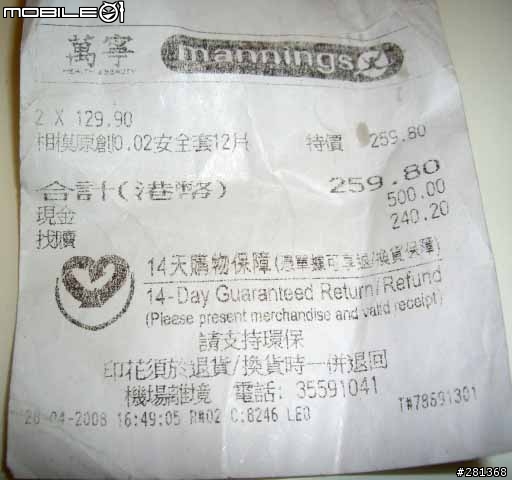 MOBILE01
萬寧 mannings
HEALTH & BEAUTY
2 X 129.90
相模原創0.02安全套12片 特價 259.80
合計(港幣) 259.80
現金 500.00
找贖 240.20
14天購物保障(憑單據可享退/換貨保障)
14-Day Guaranteed Return/Refund
(Please present merchandise and valid receipt)
請支持環保
印花須於退貨/換貨時一併退回
機場離境 電話: 35591041
20-04-2008 16:49:05 R#02 C:8246 LEO T#78691301
#281368